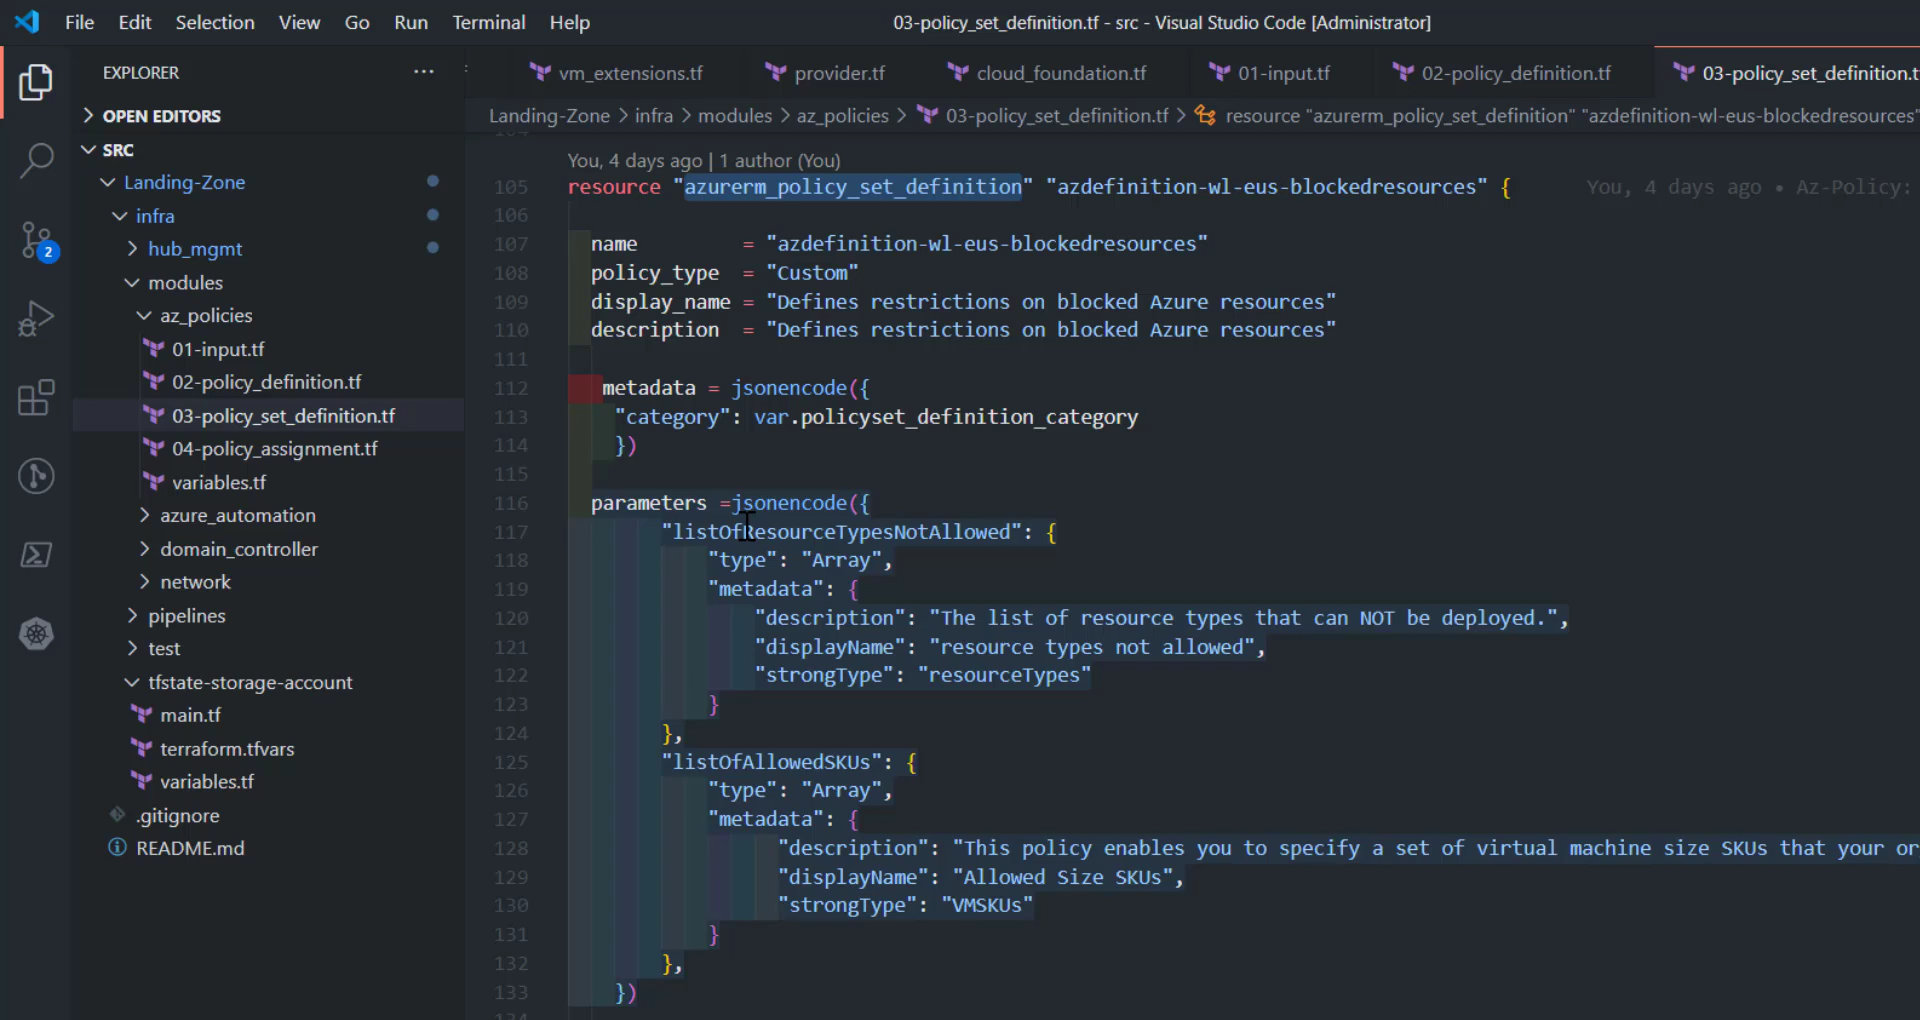 File Edit Selection View Go Run Terminal Help
03-policy_set_definition.tf - src - Visual Studio Code [Administrator]
EXPLORER
vm_extensions.tf
provider.tf
cloud_foundation.tf
01-input.tf
02-policy_definition.tf
03-policy_set_definition.t
OPEN EDITORS
SRC
Landing-Zone
infra
hub_mgmt
modules
az_policies
01-input.tf
02-policy_definition.tf
03-policy_set_definition.tf
04-policy_assignment.tf
variables.tf
azure_automation
domain_controller
network
pipelines
test
tfstate-storage-account
main.tf
terraform.tfvars
variables.tf
.gitignore
README.md
2
Landing-Zone > infra > modules > az_policies > 03-policy_set_definition.tf > resource "azurerm_policy_set_definition" "azdefinition-wl-eus-blockedresources"
You, 4 days ago | 1 author (You)
105 resource "azurerm_policy_set_definition" "azdefinition-wl-eus-blockedresources" { You, 4 days ago • Az-Policy:
106
107 name = "azdefinition-wl-eus-blockedresources"
108 policy_type = "Custom"
109 display_name = "Defines restrictions on blocked Azure resources"
110 description = "Defines restrictions on blocked Azure resources"
111
112 metadata = jsonencode({
113 "category": var.policyset_definition_category
114 })
115
116 parameters =jsonencode({
117 "listOfResourceTypesNotAllowed": {
118 "type": "Array",
119 "metadata": {
120 "description": "The list of resource types that can NOT be deployed.",
121 "displayName": "resource types not allowed",
122 "strongType": "resourceTypes"
123 }
124 },
125 "listOfAllowedSKUs": {
126 "type": "Array",
127 "metadata": {
128 "description": "This policy enables you to specify a set of virtual machine size SKUs that your or
129 "displayName": "Allowed Size SKUs",
130 "strongType": "VMSKUs"
131 }
132 },
133 })